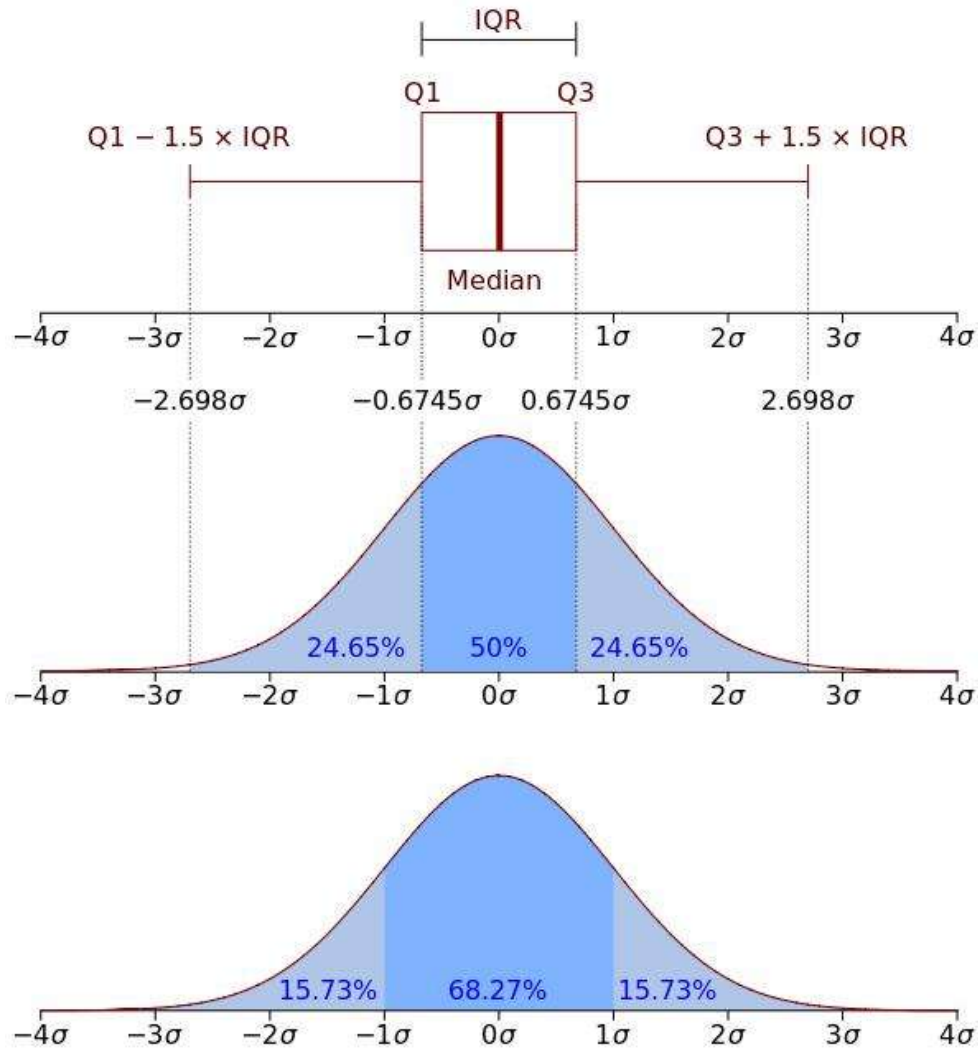 IQR
Q1 Q3
Q1 − 1.5 × IQR Q3 + 1.5 × IQR
Median
−4σ −3σ −2σ −1σ 0σ 1σ 2σ 3σ 4σ
−2.698σ −0.6745σ 0.6745σ 2.698σ
24.65% 50% 24.65%
−4σ −3σ −2σ −1σ 0σ 1σ 2σ 3σ 4σ
15.73% 68.27% 15.73%
−4σ −3σ −2σ −1σ 0σ 1σ 2σ 3σ 4σ